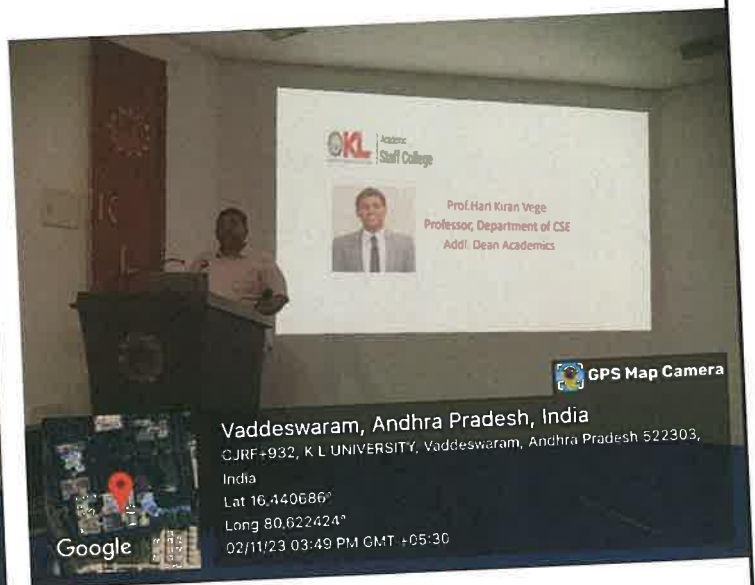 KL
Academic
Staff College
Prof.Hari Kiran Vege
Professor, Department of CSE
Addl. Dean Academics
GPS Map Camera
Vaddeswaram, Andhra Pradesh, India
CJRF+932, K L UNIVERSITY, Vaddeswaram, Andhra Pradesh 522303,
India
Lat 16.440686°
Long 80.622424°
02/11/23 03:49 PM GMT +05:30
Google